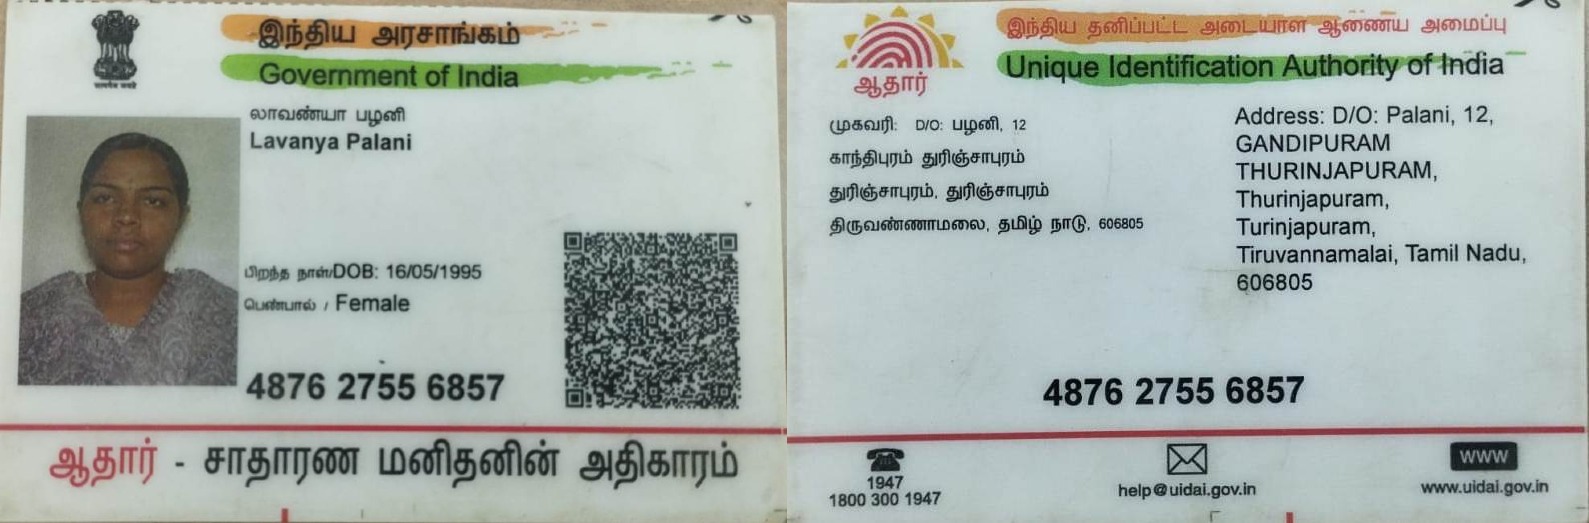 இந்திய அரசாங்கம்
Government of India
லாவண்யா பழனி
Lavanya Palani
பிறந்த நாள்/DOB: 16/05/1995
பெண்பால் / Female
4876 2755 6857
ஆதார் - சாதாரண மனிதனின் அதிகாரம்
இந்திய தனிப்பட்ட அடையாள ஆணைய அமைப்பு
Unique Identification Authority of India
ஆதார்
முகவரி: D/O: பழனி, 12
காந்திபுரம் துரிஞ்சாபுரம்
துரிஞ்சாபுரம், துரிஞ்சாபுரம்
திருவண்ணாமலை, தமிழ் நாடு, 606805
Address: D/O: Palani, 12,
GANDIPURAM
THURINJAPURAM,
Thurinjapuram,
Turinjapuram,
Tiruvannamalai, Tamil Nadu,
606805
4876 2755 6857
1947
1800 300 1947
help@uidai.gov.in
WWW
www.uidai.gov.in